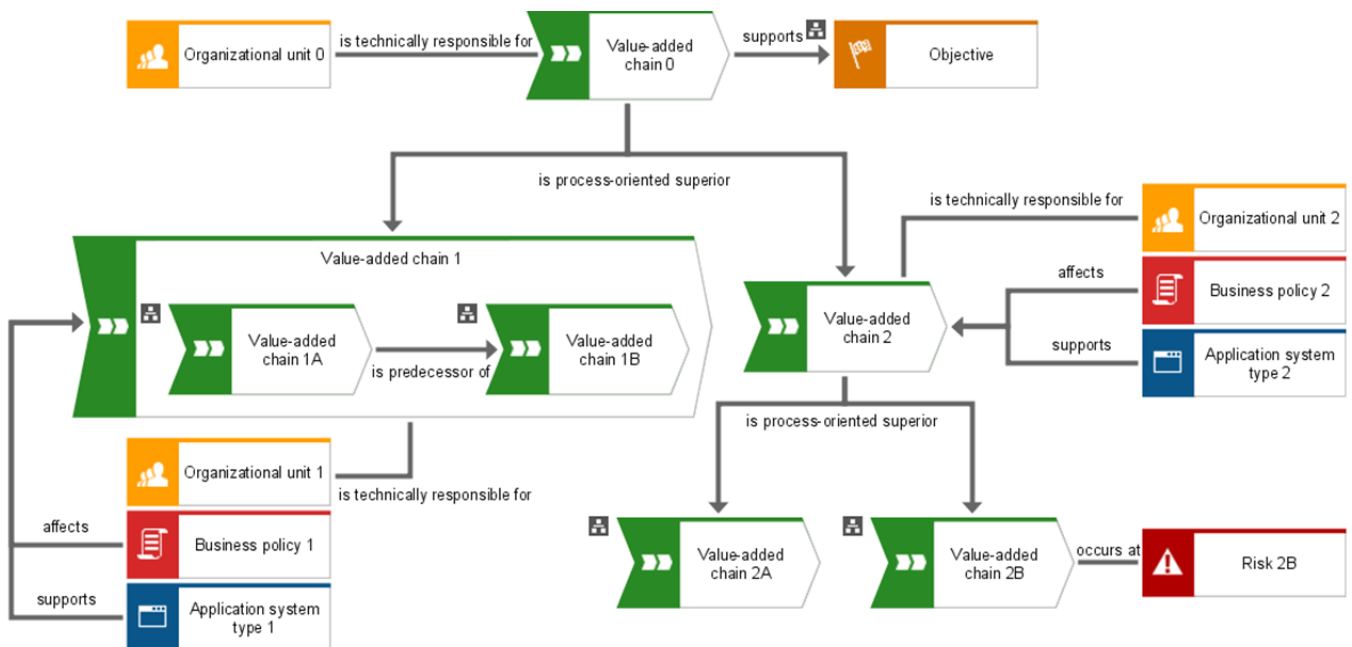 Organizational unit 0
is technically responsible for
Value-added
chain 0
supports
Objective
is process-oriented superior
is technically responsible for
Organizational unit 2
affects
Business policy 2
supports
Application system
type 2
Value-added chain 1
Value-added
chain 1A
is predecessor of
Value-added
chain 1B
Value-added
chain 2
is process-oriented superior
Organizational unit 1
is technically responsible for
affects
Business policy 1
supports
Application system
type 1
Value-added
chain 2A
Value-added
chain 2B
occurs at
Risk 2B